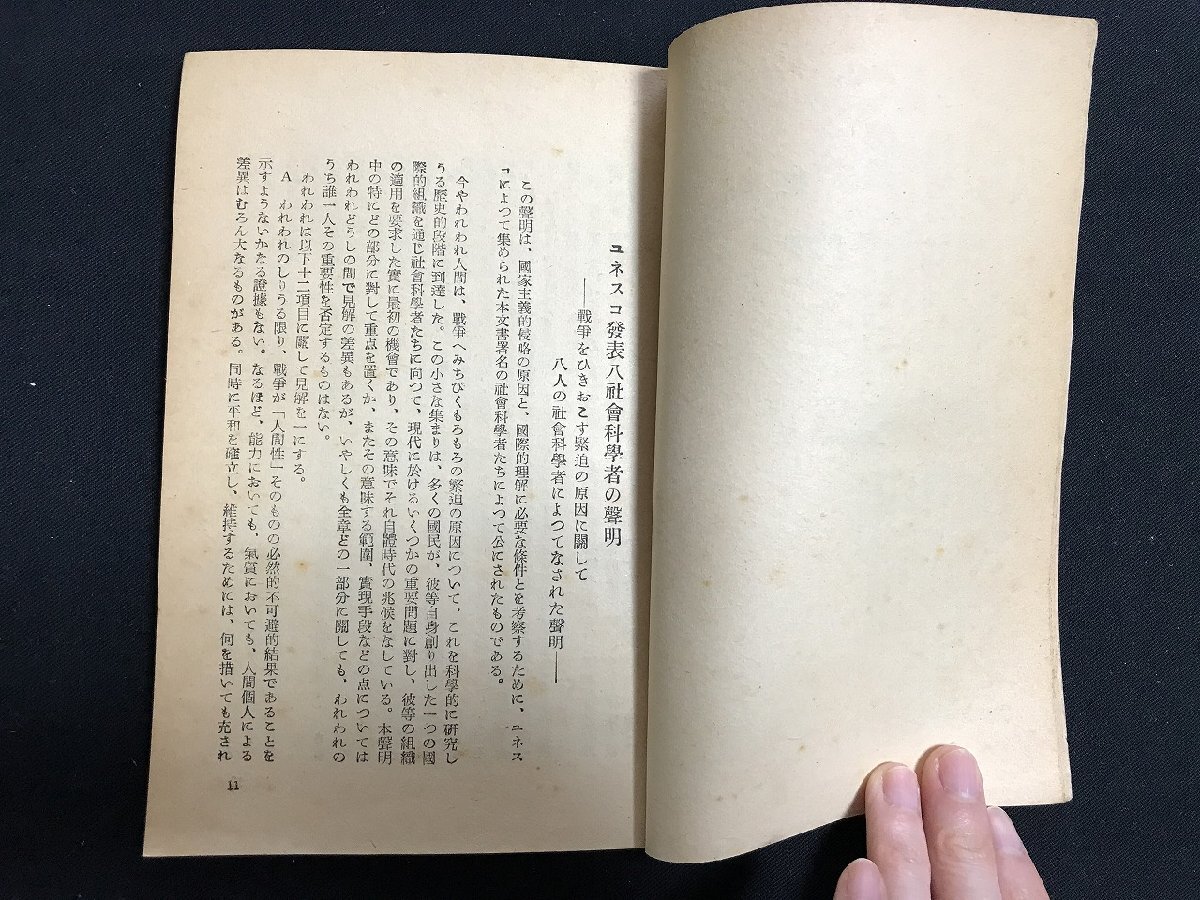 ユネスコ發表八社會科學者の聲明
――戰爭をひきおこす緊迫の原因に關して
八人の社會科學者によつてなされた聲明――
この聲明は、國家主義的侵略の原因と、國際的理解に必要な條件とを考察するために、ユネス
コによつて集められた本文書署名の社會科學者たちによつて公にされたものである。
今やわれわれ人間は、戰爭へみちびくもろもろの緊迫の原因について、これを科學的に研究し
うる歷史的段階に到達した。この小さな集まりは、多くの國民が、彼等自身創り出した一つの國
際的組織を通じ社會科學者たちに向つて、現代に於けるいくつかの重要問題に對し、彼等の組織
の適用を要求した實に最初の機會であり、その意味でそれ自體時代の兆候をなしている。本聲明
中の特にどの部分に對して重点を置くか、またその意味する範圍、實現手段などの点については
われわれどうしの間で見解の差異もあるが、いやしくも全章どの一部分に關しても、われわれの
うち誰一人その重要性を否定するものはない。
われわれは以下十二項目に關して見解を一にする。
A われわれのしりうる限り、戰爭が「人間性」そのものの必然的不可避的結果であることを
示すようないかなる證據もない。なるほど、能力においても、氣質においても、人間個人による
差異はむろん大なるものがある。同時に平和を確立し、維持するためには、何を措いても充され
11